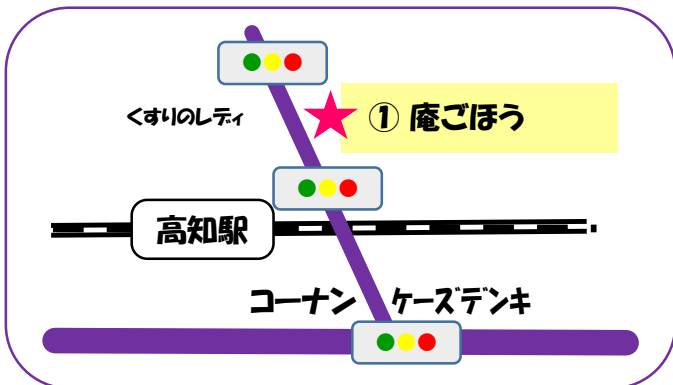 くすりのレディ
① 庵ごほう
高知駅
コーナン ケーズデンキ